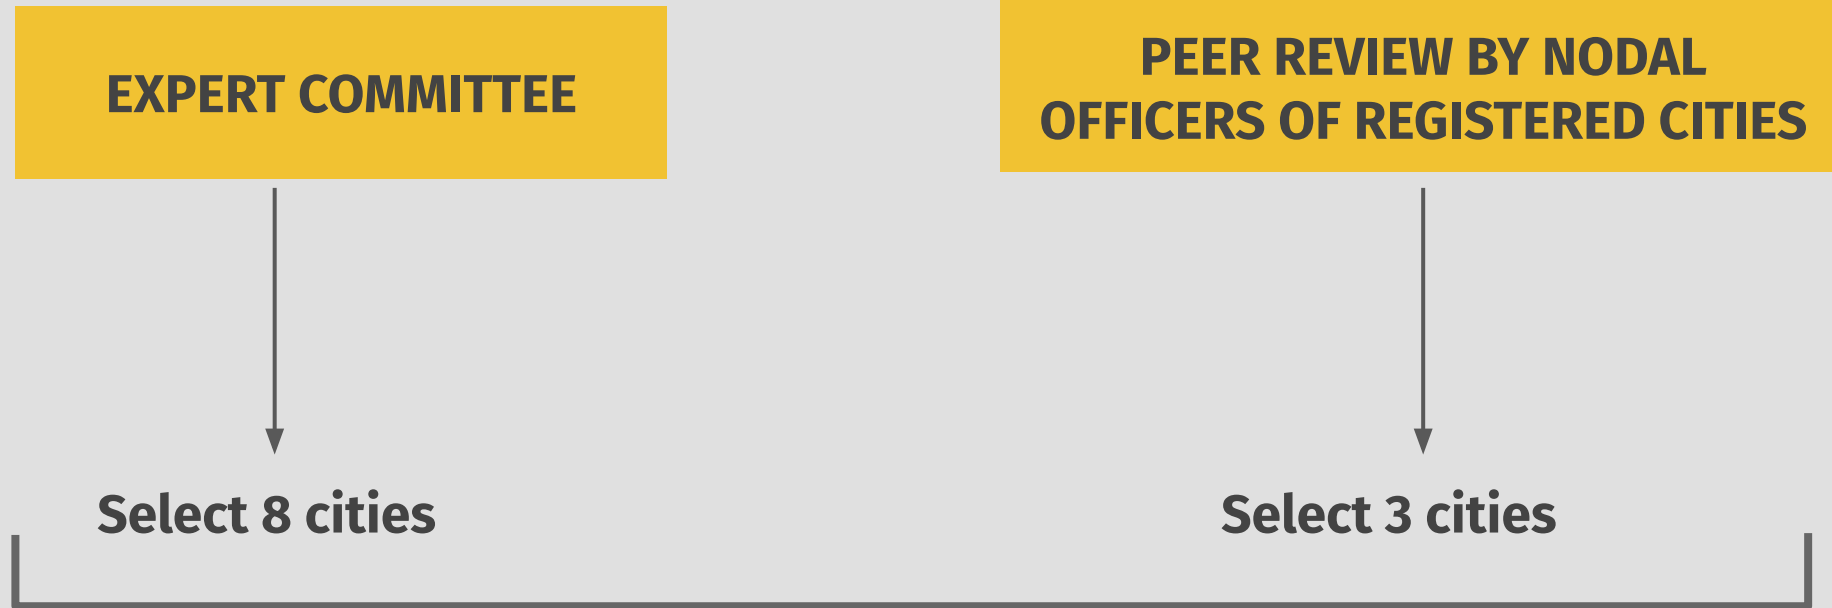 EXPERT COMMITTEE
PEER REVIEW BY NODAL
OFFICERS OF REGISTERED CITIES
Select 8 cities
Select 3 cities